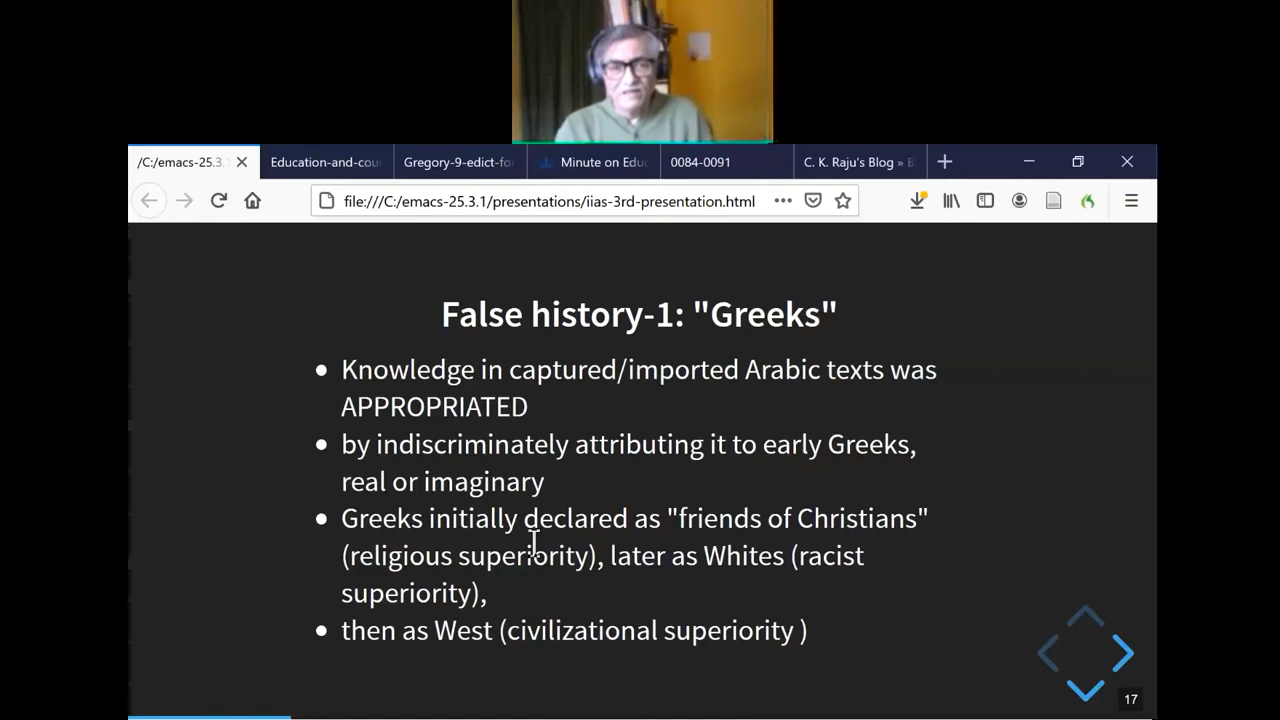 /C:/emacs-25.3.1
Education-and-cou
Gregory-9-edict-fo
Minute on Edu
0084-0091
C. K. Raju's Blog » B
file:///C:/emacs-25.3.1/presentations/iias-3rd-presentation.html
False history-1: "Greeks"
• Knowledge in captured/imported Arabic texts was
APPROPRIATED
• by indiscriminately attributing it to early Greeks,
real or imaginary
• Greeks initially declared as "friends of Christians"
(religious superiority), later as Whites (racist
superiority),
• then as West (civilizational superiority )
17